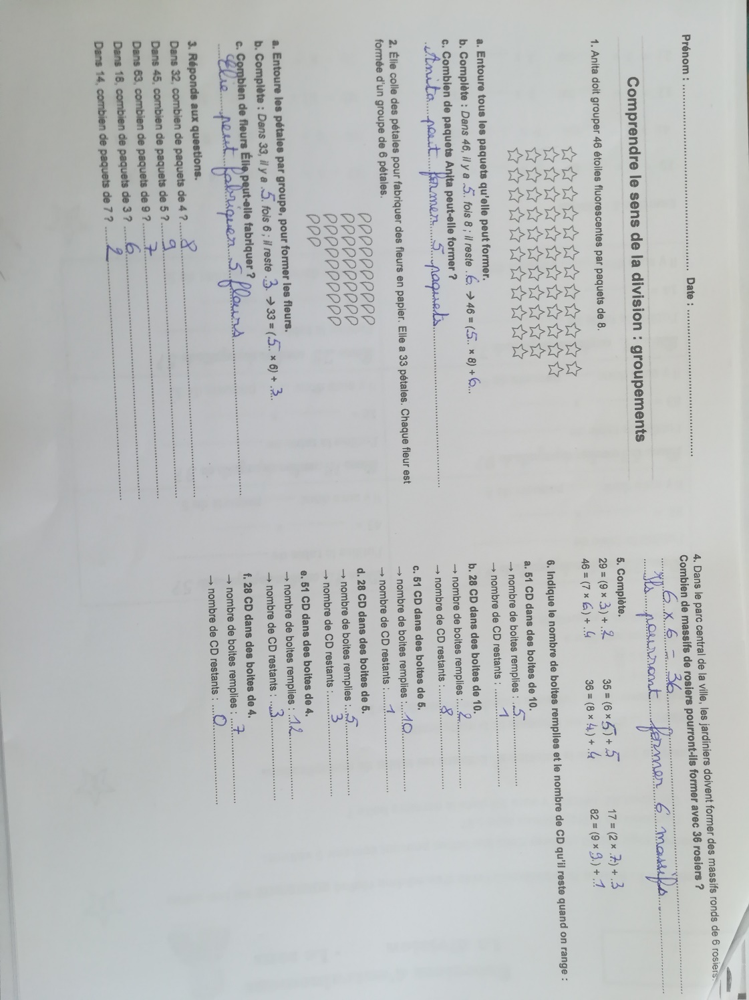 Prénom : ........................ Date : ........................
Comprendre le sens de la division : groupements
1. Anita doit grouper 46 étoiles fluorescentes par paquets de 8.
a. Entoure tous les paquets qu'elle peut former.
b. Complète : Dans 46, il y a 5 fois 8 ; il reste 6 → 46 = (5 × 8) + 6
c. Combien de paquets Anita peut-elle former ?
Anita peut former 5 paquets
2. Élie colle des pétales pour fabriquer des fleurs en papier. Elle a 33 pétales. Chaque fleur est
formée d'un groupe de 6 pétales.
a. Entoure les pétales par groupe, pour former les fleurs.
b. Complète : Dans 33, il y a 5 fois 6 ; il reste 3 → 33 = (5 × 6) + 3
c. Combien de fleurs Élie peut-elle fabriquer ?
Élie peut fabriquer 5 fleurs
3. Réponds aux questions.
Dans 32, combien de paquets de 4 ? 8
Dans 45, combien de paquets de 5 ? 9
Dans 63, combien de paquets de 9 ? 7
Dans 18, combien de paquets de 3 ? 6
Dans 14, combien de paquets de 7 ? 2
4. Dans le parc central de la ville, les jardiniers doivent former des massifs ronds de 6 rosiers
Combien de massifs de rosiers pourront-ils former avec 36 rosiers ?
6 × 6 = 36
Ils pourront former 6 massifs
5. Complète.
29 = (9 × 3) + 2 35 = (6 × 5) + 5 17 = (2 × 7) + 3
46 = (7 × 6) + 4 36 = (8 × 4) + 4 82 = (9 × 9) + 1
6. Indique le nombre de boites remplies et le nombre de CD qu'il reste quand on range :
a. 51 CD dans des boites de 10.
→ nombre de boites remplies : 5
→ nombre de CD restants : 1
b. 28 CD dans des boites de 10.
→ nombre de boites remplies : 2
→ nombre de CD restants : 8
c. 51 CD dans des boites de 5.
→ nombre de boites remplies : 10
→ nombre de CD restants : 1
d. 28 CD dans des boites de 5.
→ nombre de boites remplies : 5
→ nombre de CD restants : 3
e. 51 CD dans des boites de 4.
→ nombre de boites remplies : 12
→ nombre de CD restants : 3
f. 28 CD dans des boites de 4.
→ nombre de boites remplies : 7
→ nombre de CD restants : 0